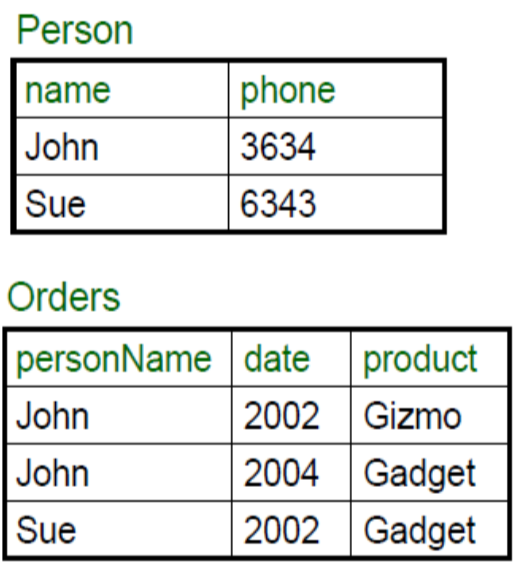 Person
name phone
John 3634
Sue 6343
Orders
personName date product
John 2002 Gizmo
John 2004 Gadget
Sue 2002 Gadget